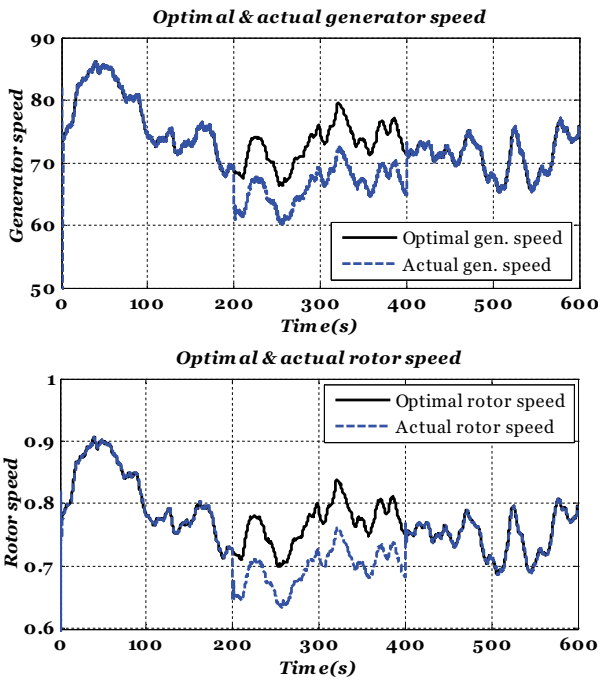 Optimal & actual generator speed
Generator speed
90
80
70
60
50
Optimal gen. speed
Actual gen. speed
0 100 200 300 400 500 600
Time(s)
Optimal & actual rotor speed
Rotor speed
1
0.9
0.8
0.7
0.6
Optimal rotor speed
Actual rotor speed
0 100 200 300 400 500 600
Time(s)